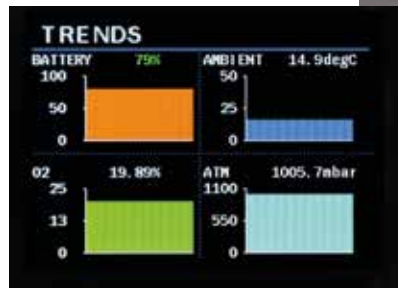 TRENDS
BATTERY 79% AMBIENT 14.9degC
100 50
50 25
0 0
O2 19.89% ATM 1005.7mbar
25 1100
13 550
0 0